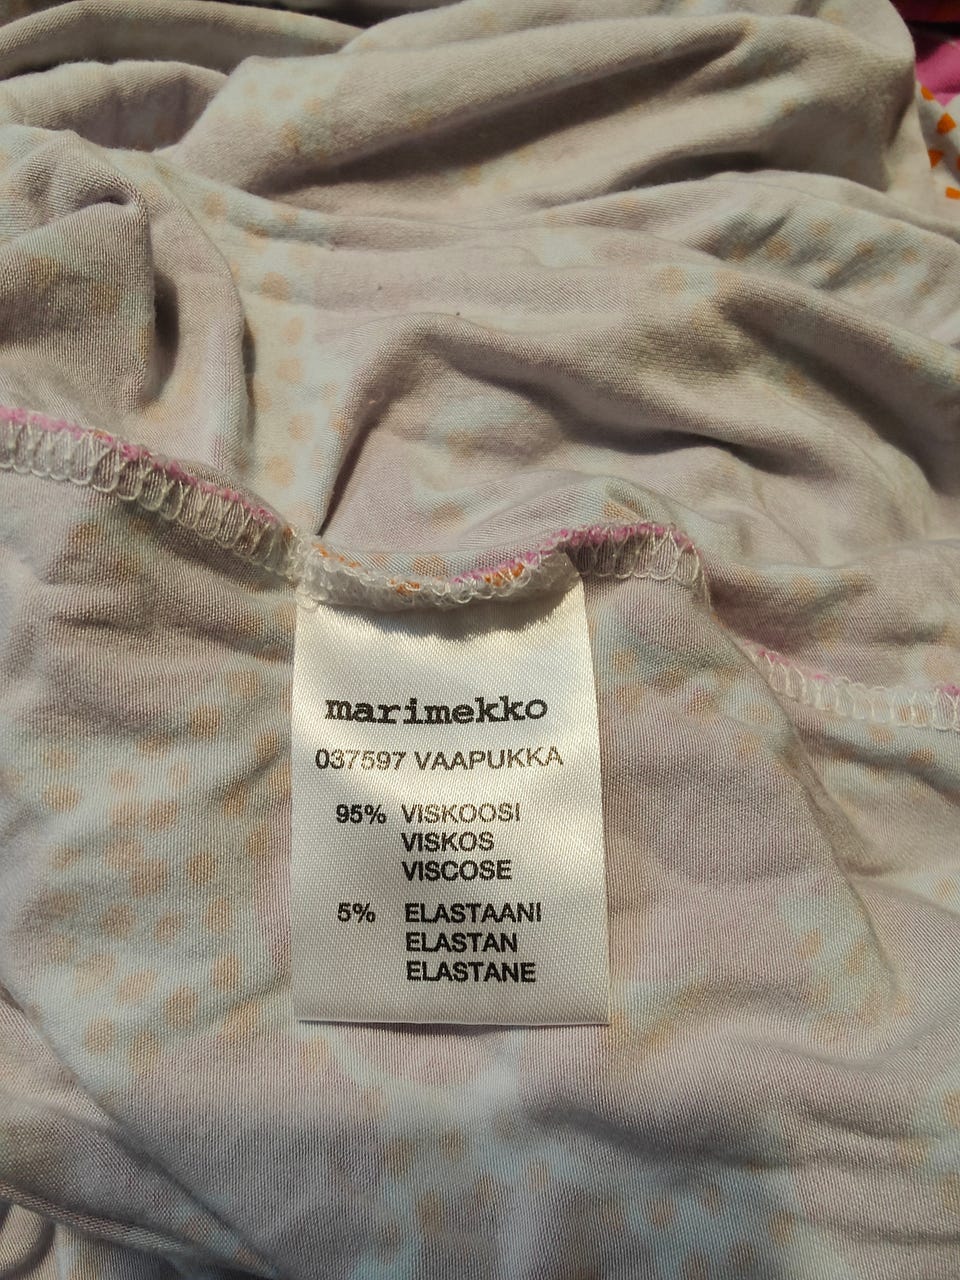 marimekko
037597 VAAPUKKA
95% VISKOOSI
VISKOS
VISCOSE
5% ELASTAANI
ELASTAN
ELASTANE